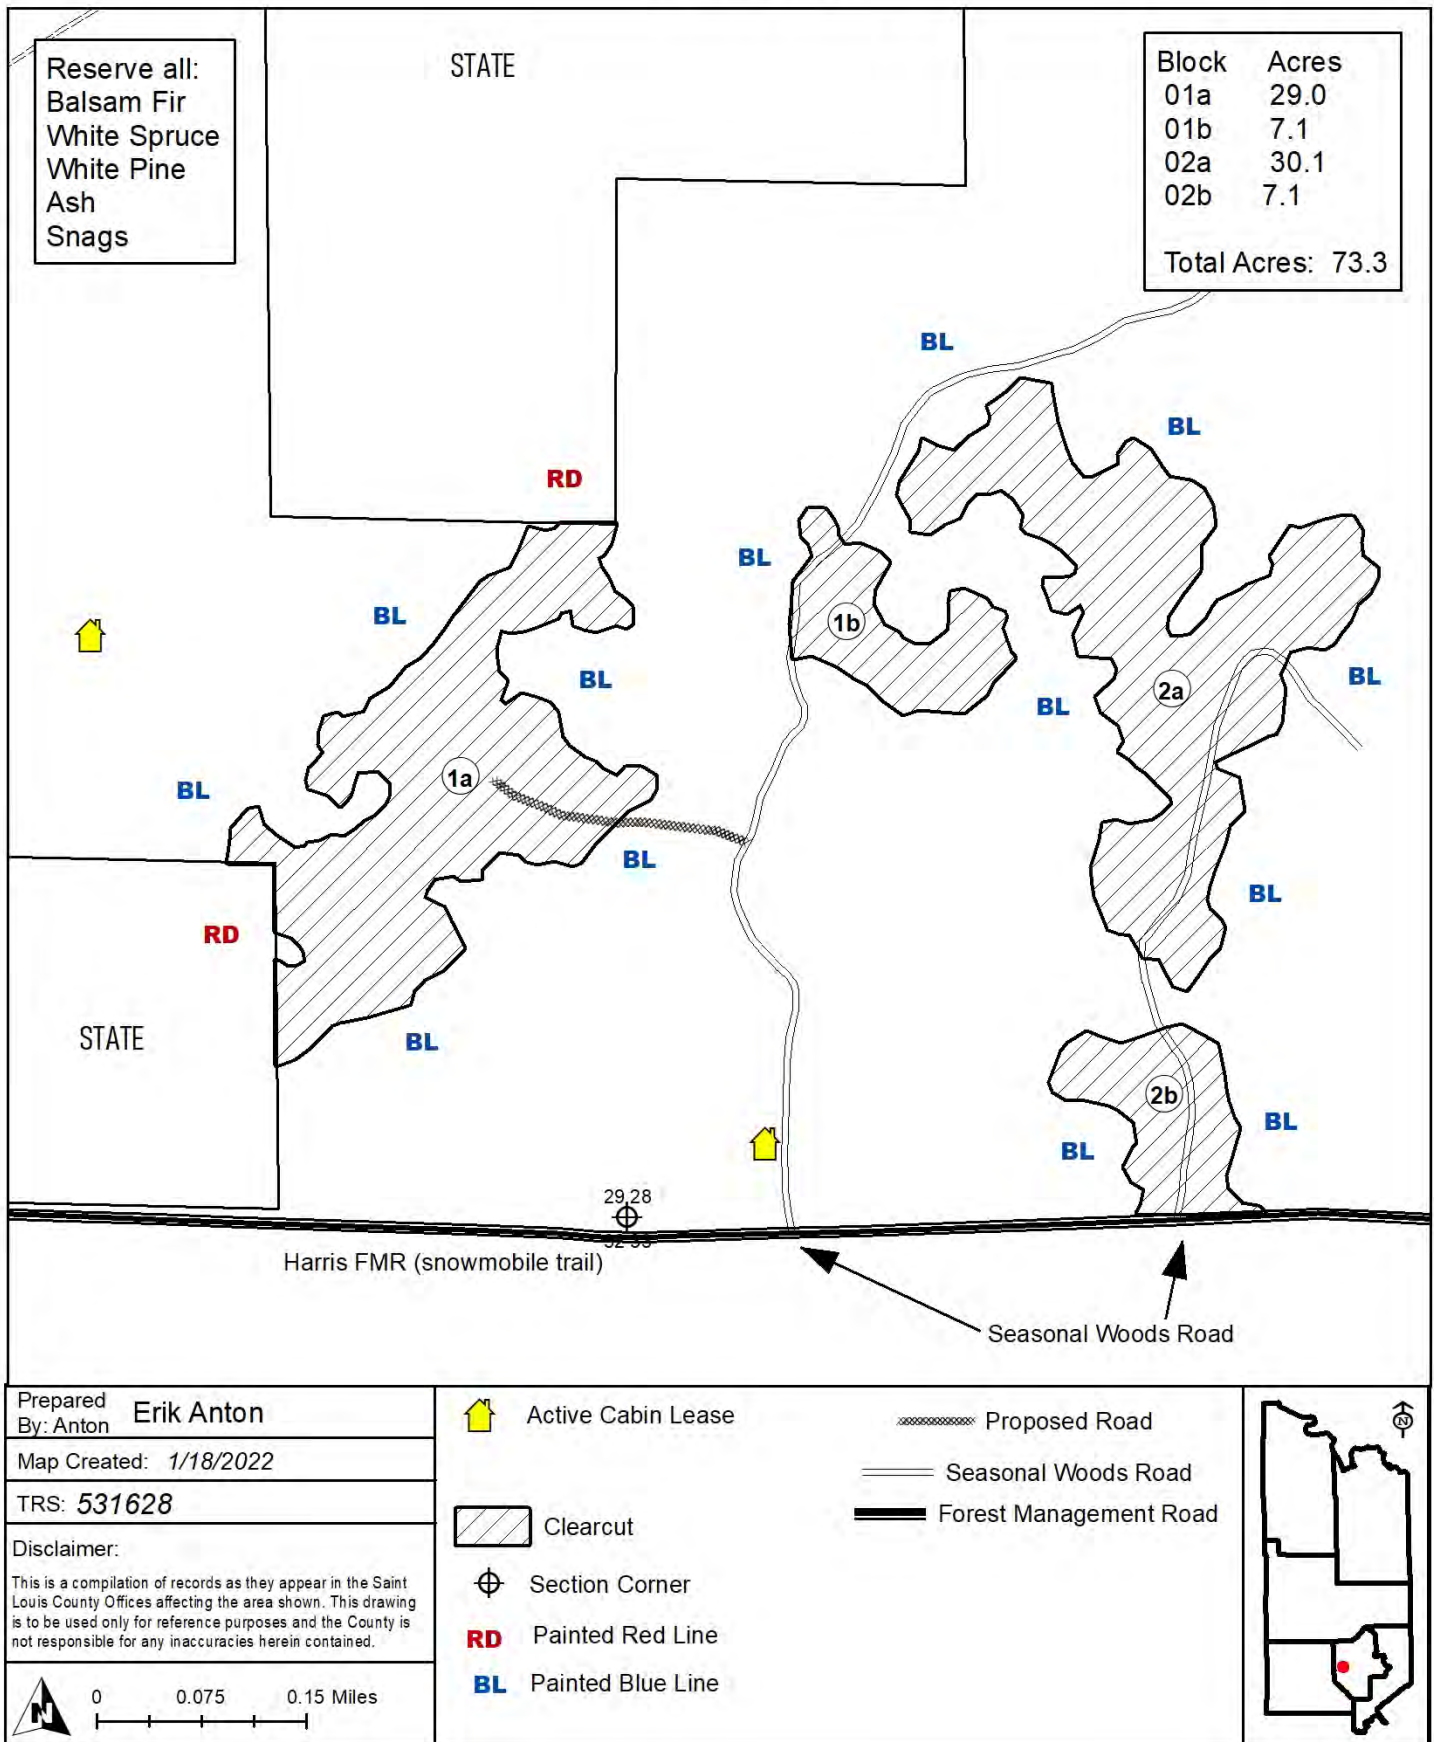 Reserve all:
Balsam Fir
White Spruce
White Pine
Ash
Snags
STATE
Block Acres
01a 29.0
01b 7.1
02a 30.1
02b 7.1
Total Acres: 73.3
BL
BL
RD
BL
BL
1b
BL
BL
BL
2a
BL
1a
BL
BL
BL
RD
STATE
BL
2b
BL
BL
29 28
Harris FMR (snowmobile trail)
Seasonal Woods Road
Prepared
By: Anton Erik Anton
Map Created: 1/18/2022
TRS: 531628
Disclaimer:
This is a compilation of records as they appear in the Saint
Louis County Offices affecting the area shown. This drawing
is to be used only for reference purposes and the County is
not responsible for any inaccuracies herein contained.
N
0 0.075 0.15 Miles
Active Cabin Lease
Clearcut
Section Corner
RD Painted Red Line
BL Painted Blue Line
Proposed Road
Seasonal Woods Road
Forest Management Road
N